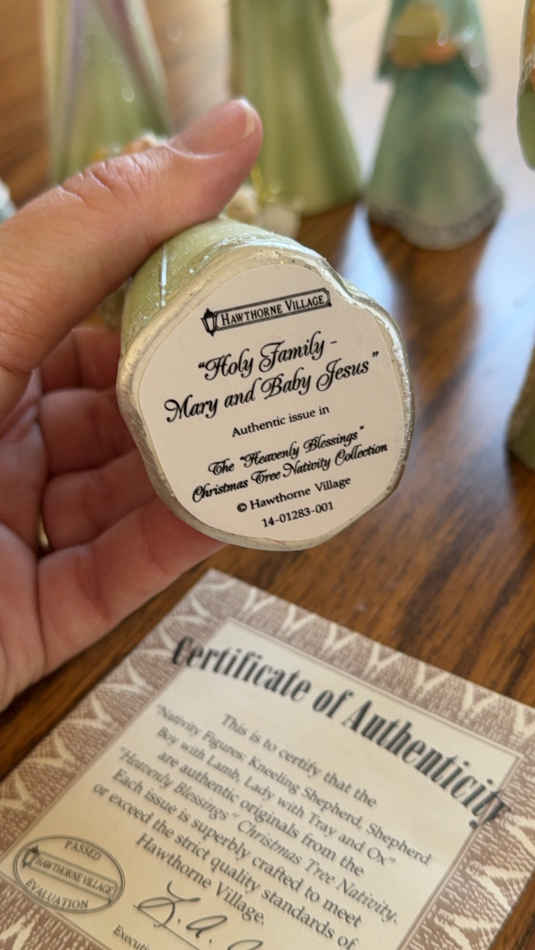 HAWTHORNE VILLAGE
"Holy Family -
Mary and Baby Jesus"
Authentic issue in
The "Heavenly Blessings"
Christmas Tree Nativity Collection
© Hawthorne Village
14-01283-001
Certificate of Authenticity
This is to certify that the
"Nativity Figures: Kneeling Shepherd, Shepherd
Boy with Lamb, Lady with Tray and Ox"
are authentic originals from the
"Heavenly Blessings" Christmas Tree Nativity.
Each issue is superbly crafted to meet
or exceed the strict quality standards of
Hawthorne Village.
PASSED
HAWTHORNE VILLAGE
EVALUATION